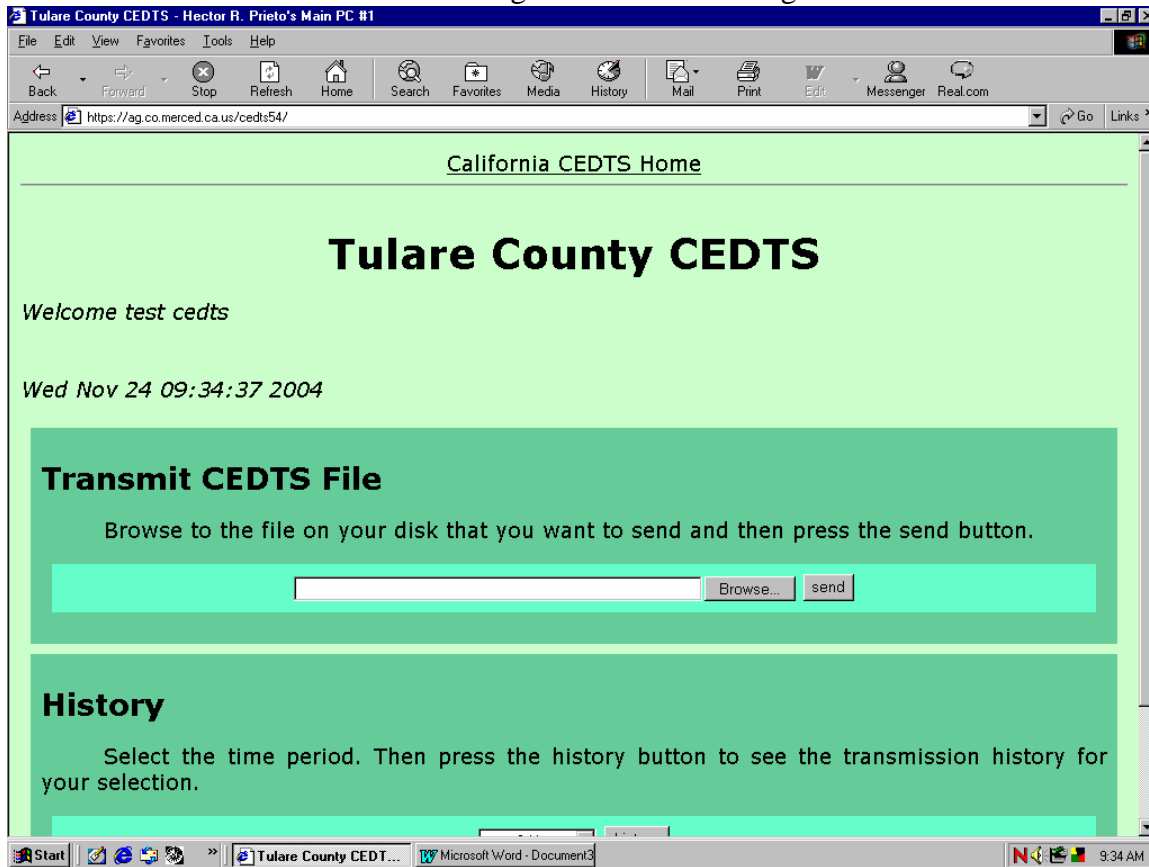 Tulare County CEDTS - Hector R. Prieto's Main PC #1
File Edit View Favorites Tools Help
Back Forward Stop Refresh Home Search Favorites Media History Mail Print Edit Messenger Real.com
Address https://ag.co.merced.ca.us/cedts54/ Go Links
California CEDTS Home
Tulare County CEDTS
Welcome test cedts
Wed Nov 24 09:34:37 2004
Transmit CEDTS File
Browse to the file on your disk that you want to send and then press the send button.
Browse... send
History
Select the time period. Then press the history button to see the transmission history for
your selection.
Start Tulare County CEDT... Microsoft Word - Document3 9:34 AM